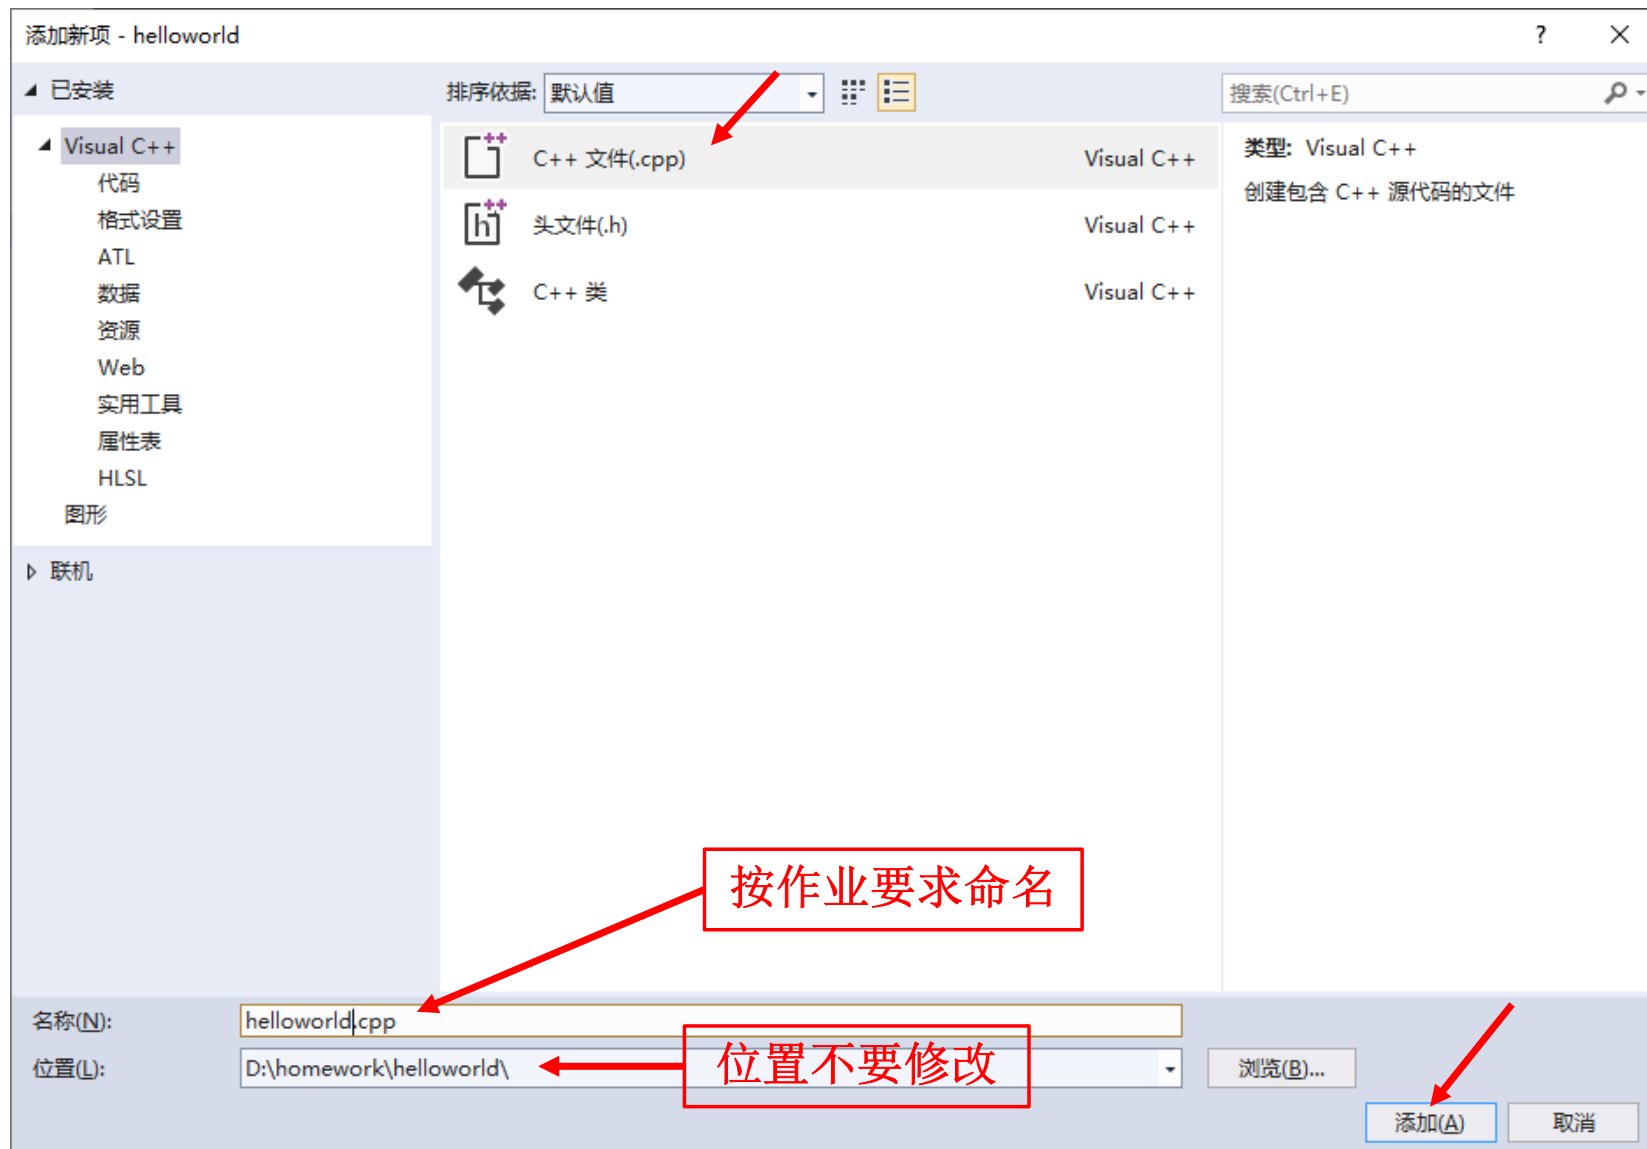 添加新项 - helloworld
?
已安装
排序依据: 默认值
搜索(Ctrl+E)
Visual C++
代码
格式设置
ATL
数据
资源
Web
实用工具
属性表
HLSL
图形
联机
C++ 文件(.cpp) Visual C++
头文件(.h) Visual C++
C++ 类 Visual C++
类型: Visual C++
创建包含 C++ 源代码的文件
按作业要求命名
名称(N): helloworld.cpp
位置(L): D:\homework\helloworld\
位置不要修改
浏览(B)...
添加(A)
取消